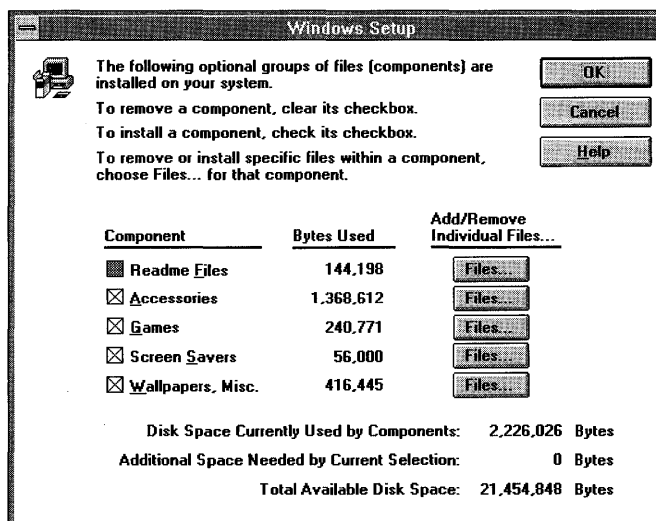 Windows Setup
The following optional groups of files (components) are
installed on your system.
To remove a component, clear its checkbox.
To install a component, check its checkbox.
To remove or install specific files within a component,
choose Files... for that component.
OK
Cancel
Help
Component Bytes Used Add/Remove
Individual Files...
Readme Files 144,198 Files...
Accessories 1,368,612 Files...
Games 240,771 Files...
Screen Savers 56,000 Files...
Wallpapers, Misc. 416,445 Files...
Disk Space Currently Used by Components: 2,226,026 Bytes
Additional Space Needed by Current Selection: 0 Bytes
Total Available Disk Space: 21,454,848 Bytes